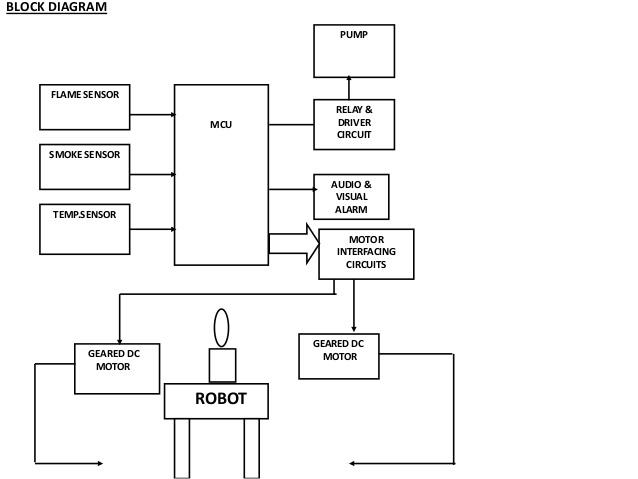 BLOCK DIAGRAM
PUMP
FLAME SENSOR
MCU
RELAY &
DRIVER
CIRCUIT
SMOKE SENSOR
AUDIO &
VISUAL
ALARM
TEMP.SENSOR
MOTOR
INTERFACING
CIRCUITS
GEARED DC
MOTOR
GEARED DC
MOTOR
ROBOT